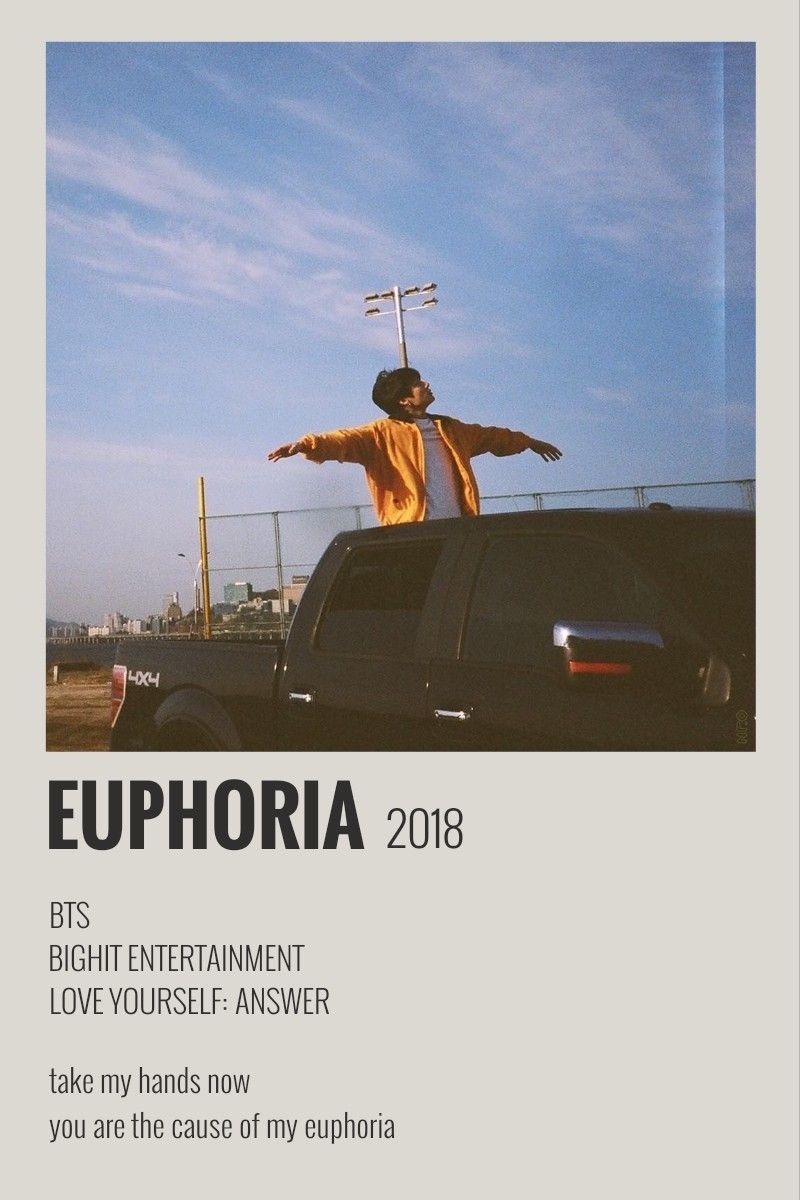 4X4
EUPHORIA 2018
BTS
BIGHIT ENTERTAINMENT
LOVE YOURSELF: ANSWER
take my hands now
you are the cause of my euphoria